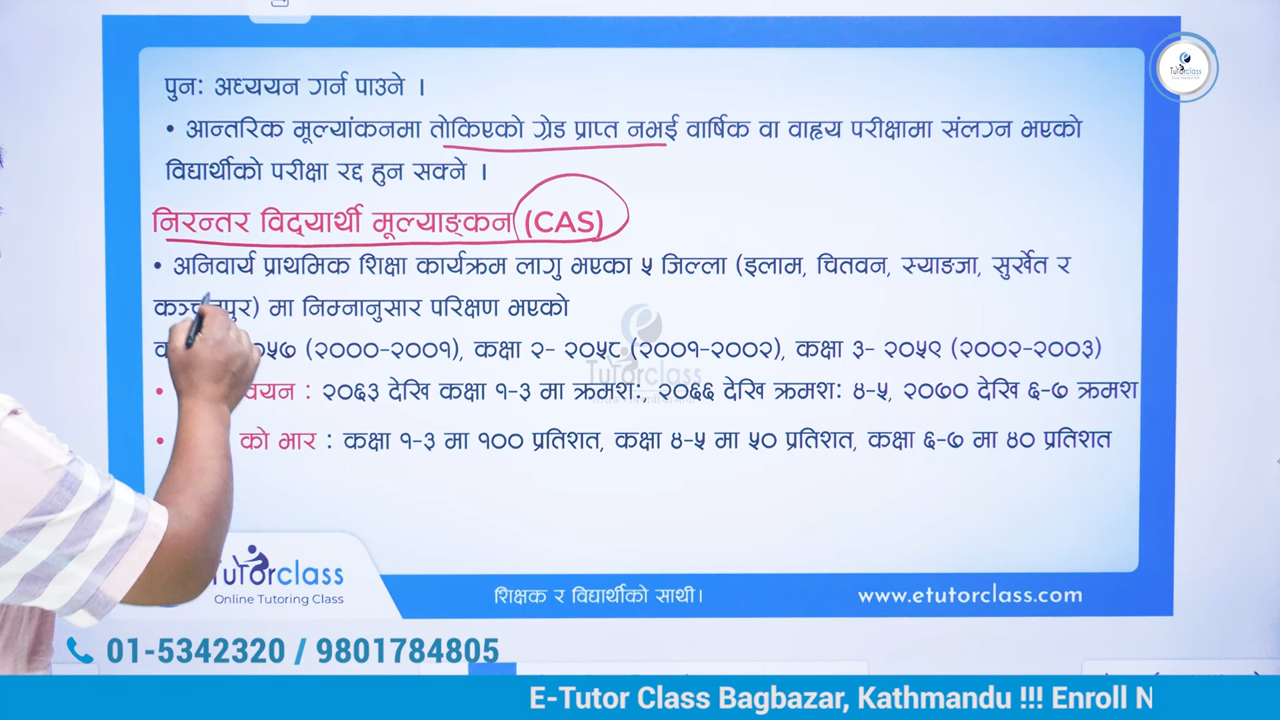 पुनः अध्ययन गर्न पाउने ।
• आन्तरिक मूल्यांकनमा तोकिएको ग्रेड प्राप्त नभई वार्षिक वा वाह्रय परीक्षामा संलग्न भएको
विद्यार्थीको परीक्षा रद्द हुन सक्ने ।
निरन्तर विद्यार्थी मूल्याङ्कन (CAS)
• अनिवार्य प्राथमिक शिक्षा कार्यक्रम लागु भएका ५ जिल्ला (इलाम, चितवन, स्याङजा, सुर्खेत र
कञ्चनपुर) मा निम्नानुसार परिक्षण भएको
२०५७ (२०००-२००१), कक्षा २- २०५८ (२००१-२००२), कक्षा ३- २०५९ (२००२-२००३)
• वयन : २०६३ देखि कक्षा १-३ मा क्रमशः, २०६६ देखि क्रमशः ४-५, २०७० देखि ६-७ क्रमश
• को भार : कक्षा १-३ मा १०० प्रतिशत, कक्षा ४-५ मा ५० प्रतिशत, कक्षा ६-७ मा ४० प्रतिशत
Tutorclass
Tutorclass
Tutorclass
Online Tutoring Class
शिक्षक र विद्यार्थीको साथी।
www.etutorclass.com
01-5342320 / 9801784805
E-Tutor Class Bagbazar, Kathmandu !!! Enroll N